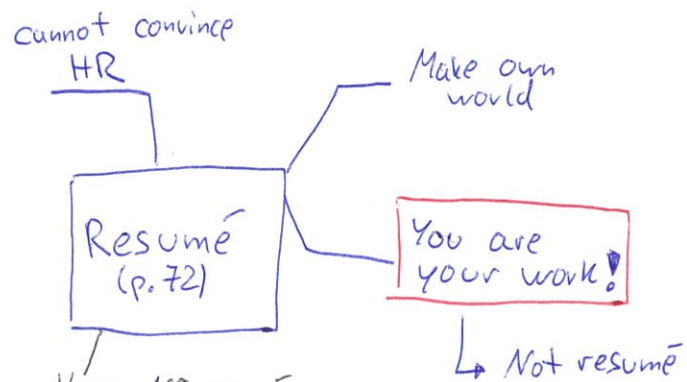 cannot convince
HR
Make own
world
Resumé
(p.72)
You are
your work!
Not resumé